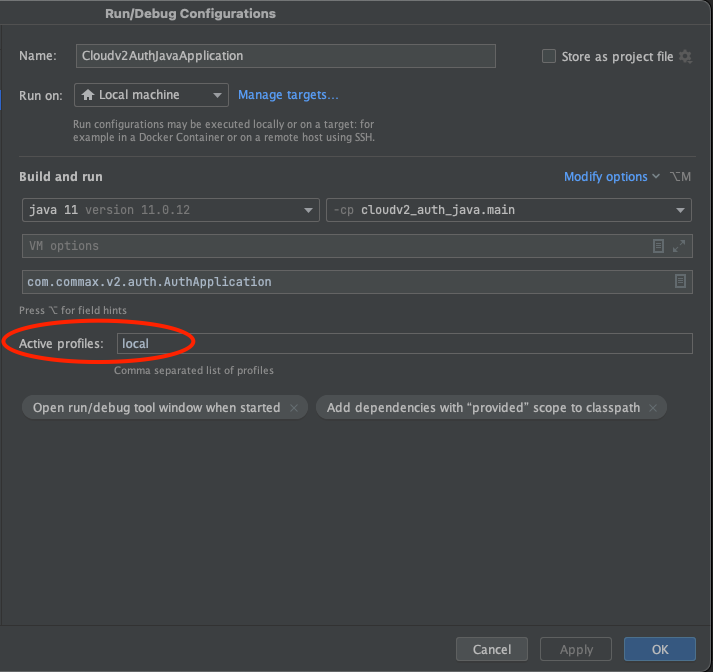 Run/Debug Configurations
Name: Cloudv2AuthJavaApplication Store as project file
Run on: Local machine Manage targets...
Run configurations may be executed locally or on a target: for
example in a Docker Container or on a remote host using SSH.
Build and run Modify options ⌥M
java 11 version 11.0.12 -cp cloudv2_auth_java.main
VM options
com.commax.v2.auth.AuthApplication
Press ⌥ for field hints
Active profiles: local
Comma separated list of profiles
Open run/debug tool window when started × Add dependencies with “provided” scope to classpath ×
Cancel Apply OK